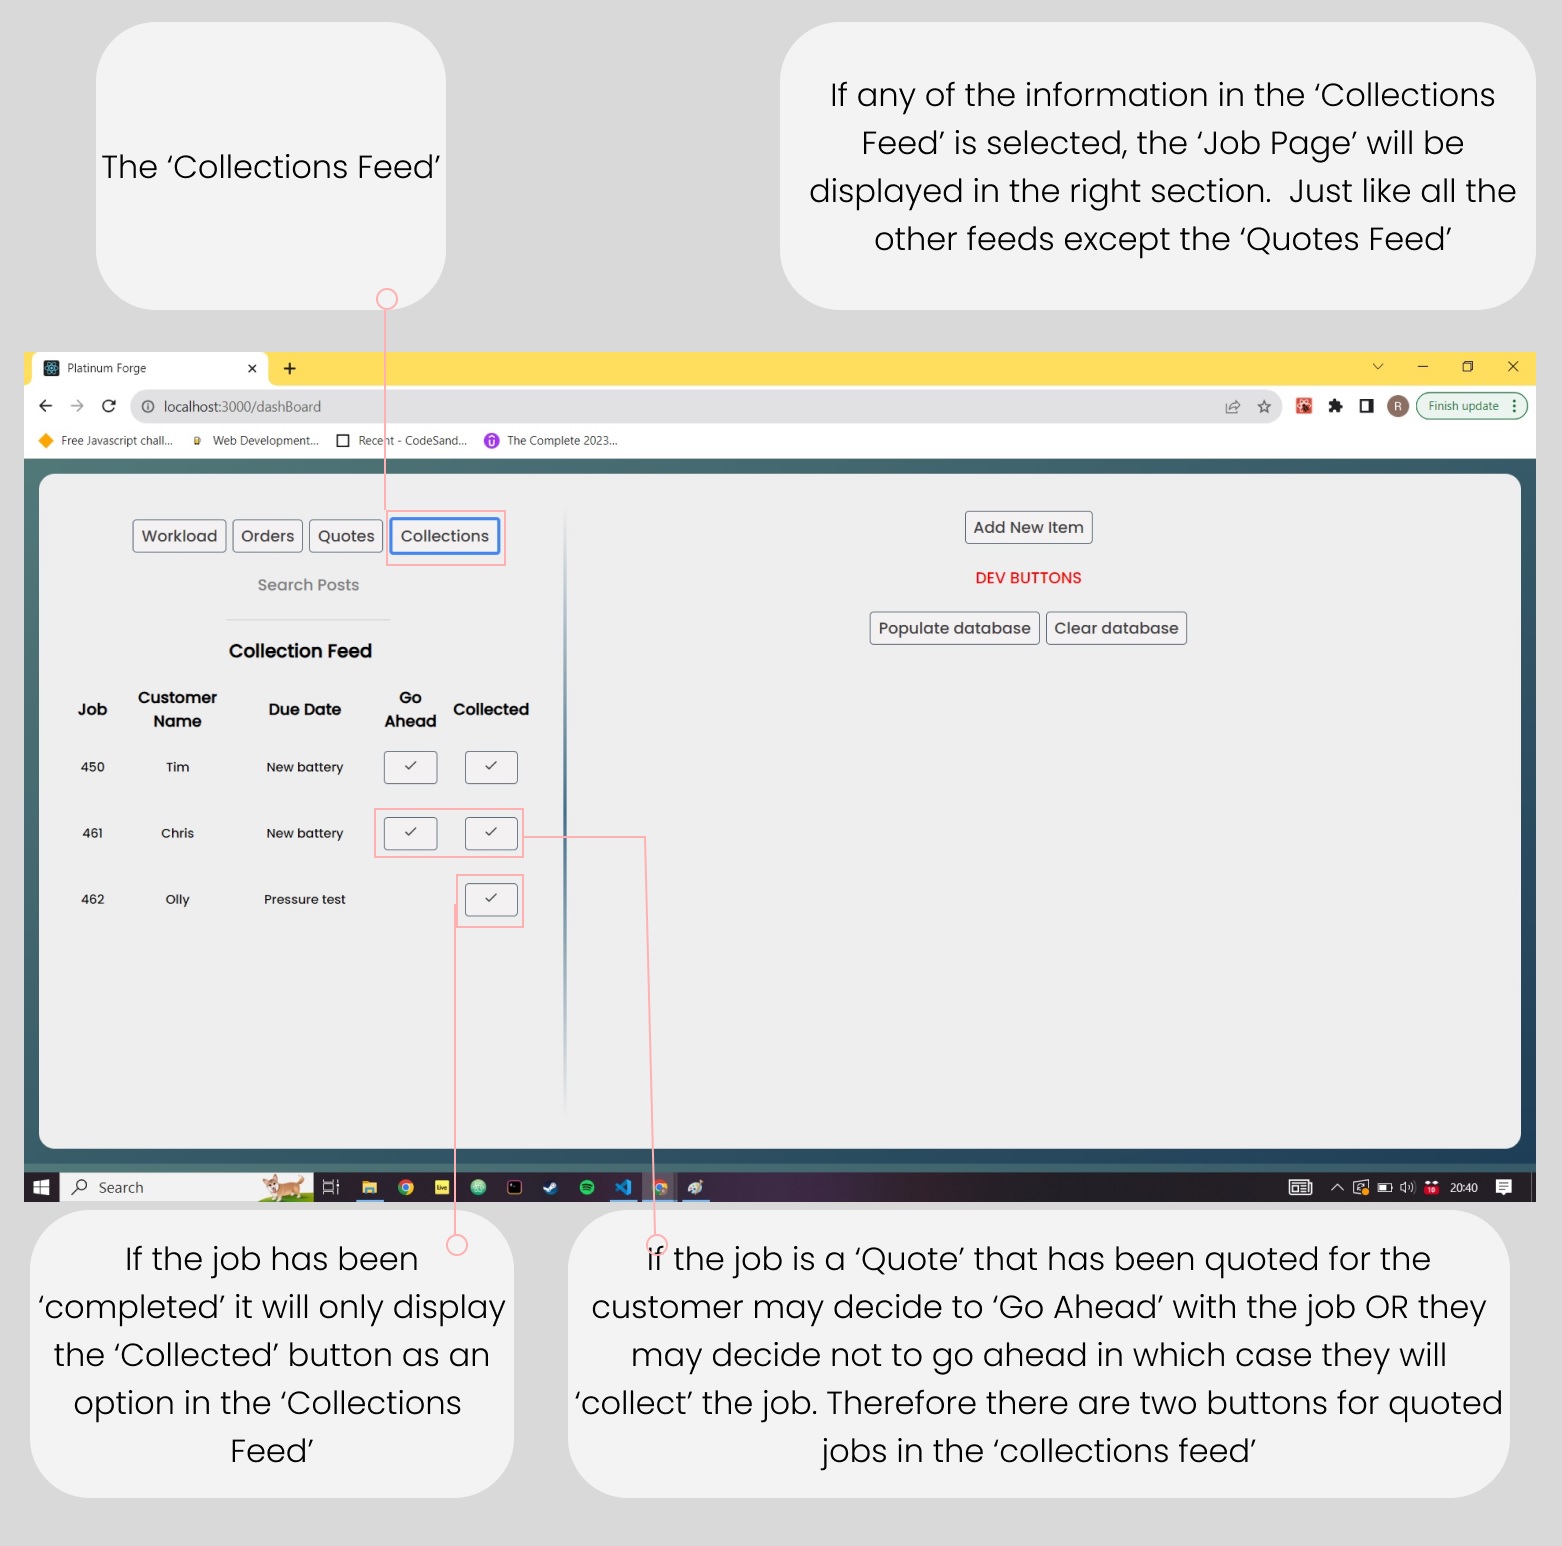 The ‘Collections Feed’
If any of the information in the ‘Collections
Feed’ is selected, the ‘Job Page’ will be
displayed in the right section.  Just like all the
other feeds except the ‘Quotes Feed’
Platinum Forge
localhost:3000/dashBoard
R
Finish update
Free Javascript chall...
Web Development...
Recent - CodeSand...
The Complete 2023...
Workload
Orders
Quotes
Collections
Search Posts
Collection Feed
Job
Customer
Name
Due Date
Go
Ahead
Collected
450 Tim New battery
461 Chris New battery
462 Olly Pressure test
Add New Item
DEV BUTTONS
Populate database
Clear database
Search
live
10
20:40
If the job has been
‘completed’ it will only display
the ‘Collected’ button as an
option in the ‘Collections
Feed’
If the job is a ‘Quote’ that has been quoted for the
customer may decide to ‘Go Ahead’ with the job OR they
may decide not to go ahead in which case they will
‘collect’ the job. Therefore there are two buttons for quoted
jobs in the ‘collections feed’